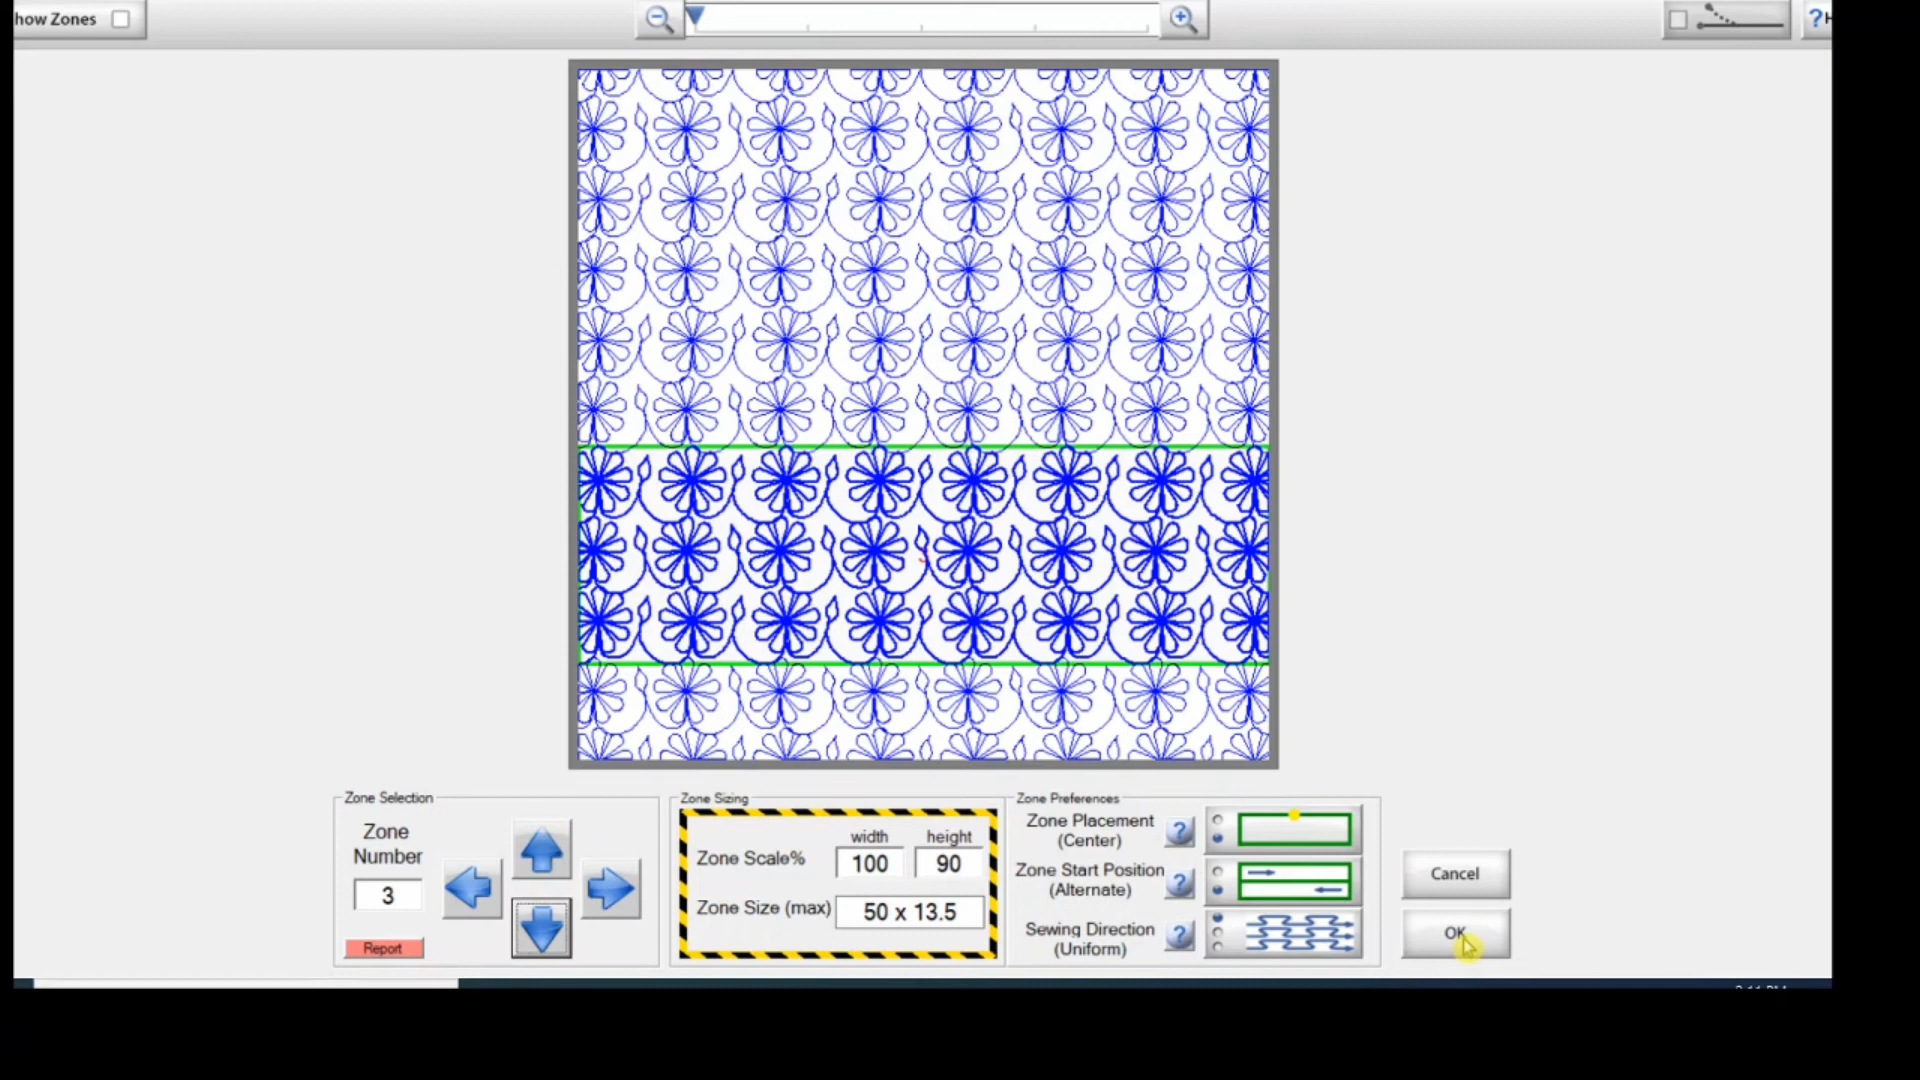 how Zones
?
Zone Selection
Zone
Number
3
Report
Zone Sizing
width height
Zone Scale% 100 90
Zone Size (max) 50 x 13.5
Zone Preferences
Zone Placement
(Center)
?
Zone Start Position
(Alternate)
?
Sewing Direction
(Uniform)
?
Cancel
OK